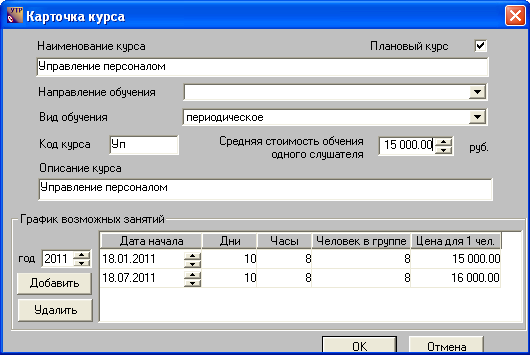 УТР Карточка курса
Наименование курса Плановый курс
Управление персоналом
Направление обучения
Вид обучения периодическое
Код курса Уп Средняя стоимость обчения одного слушателя 15 000.00 руб.
Описание курса
Управление персоналом
График возможных занятий
Дата начала Дни Часы Человек в группе Цена для 1 чел.
год 2011 18.01.2011 10 8 8 15 000.00
Добавить 18.07.2011 10 8 8 16 000.00
Удалить
OK Отмена